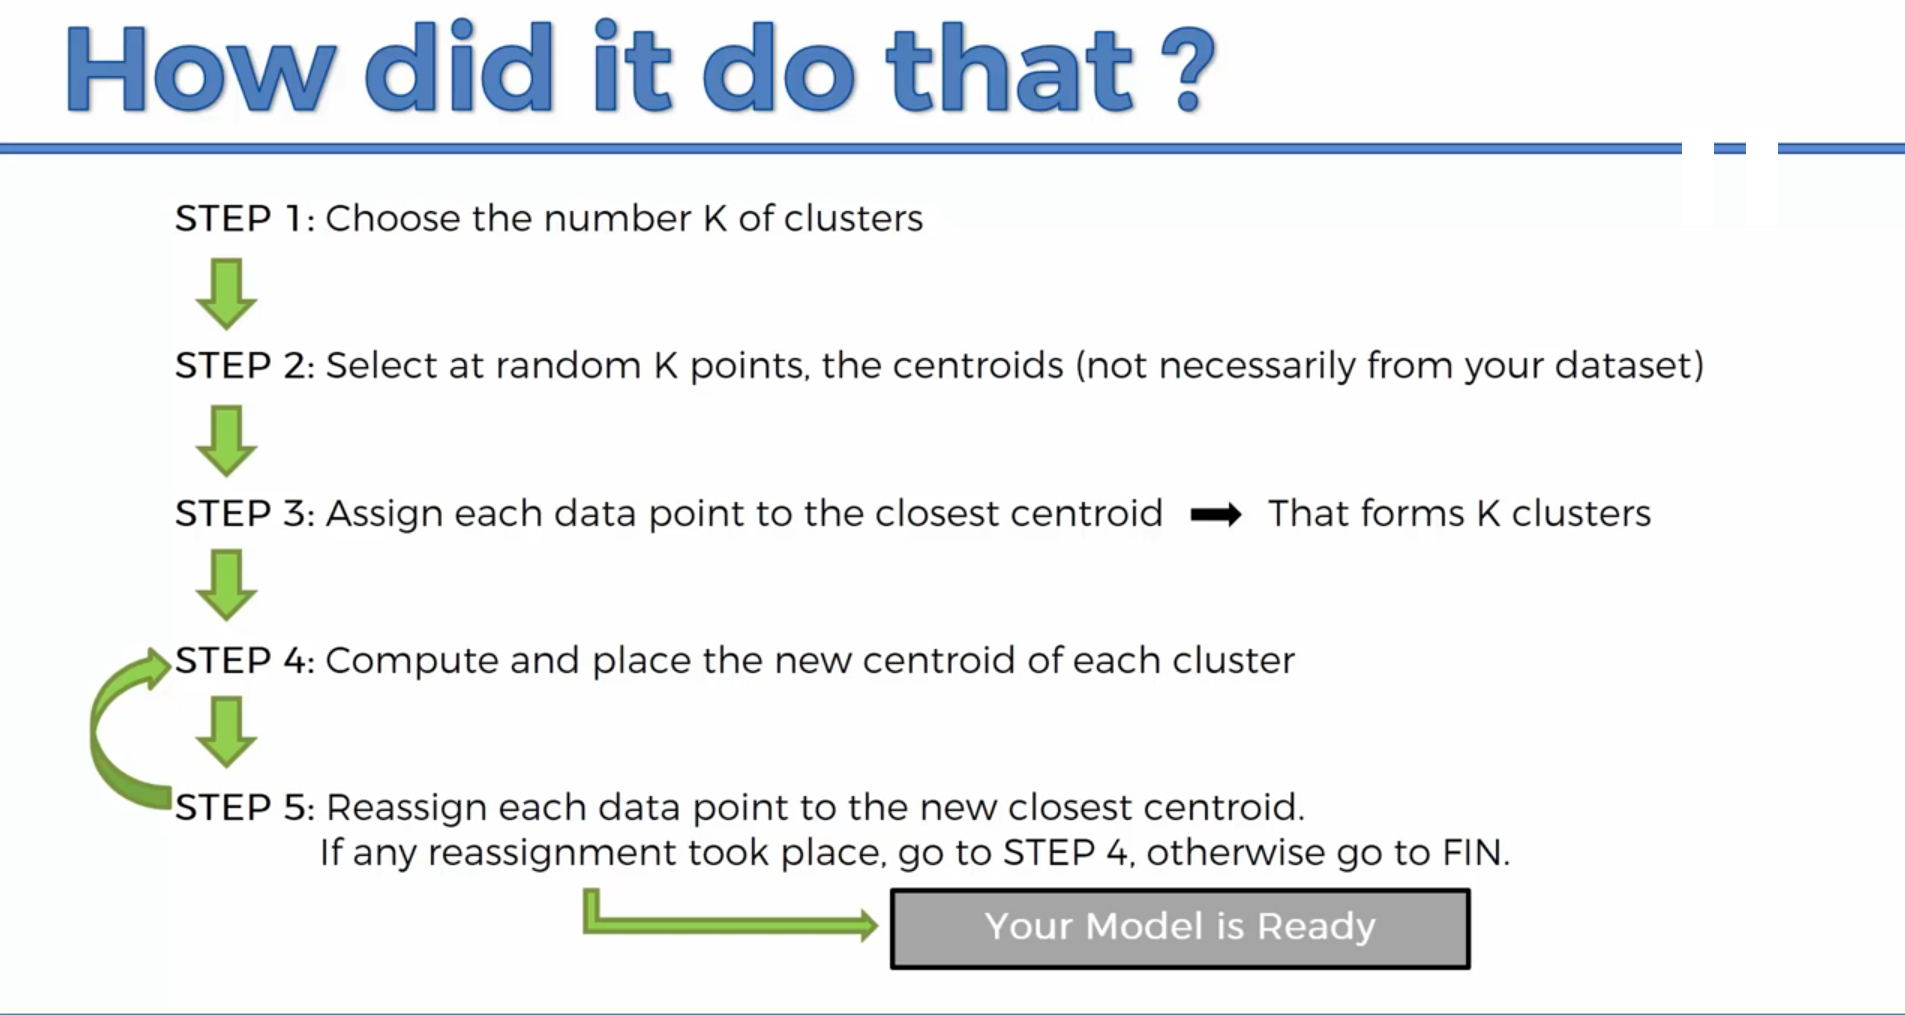 How did it do that ?
STEP 1: Choose the number K of clusters
STEP 2: Select at random K points, the centroids (not necessarily from your dataset)
STEP 3: Assign each data point to the closest centroid That forms K clusters
STEP 4: Compute and place the new centroid of each cluster
STEP 5: Reassign each data point to the new closest centroid.
If any reassignment took place, go to STEP 4, otherwise go to FIN.
Your Model is Ready